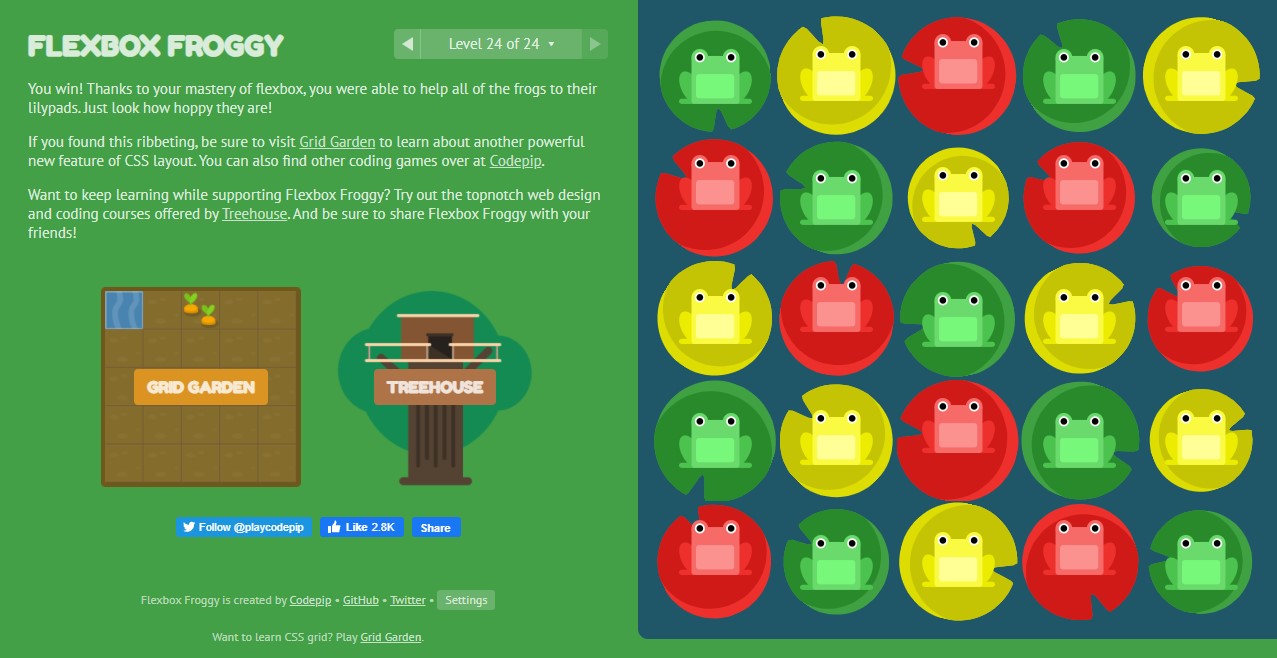 FLEXBOX FROGGY
Level 24 of 24
You win! Thanks to your mastery of flexbox, you were able to help all of the frogs to their
lilypads. Just look how hoppy they are!
If you found this ribbeting, be sure to visit Grid Garden to learn about another powerful
new feature of CSS layout. You can also find other coding games over at Codepip.
Want to keep learning while supporting Flexbox Froggy? Try out the topnotch web design
and coding courses offered by Treehouse. And be sure to share Flexbox Froggy with your
friends!
GRID GARDEN
TREEHOUSE
Follow @playcodepip
Like 2.8K
Share
Flexbox Froggy is created by Codepip • GitHub • Twitter • Settings
Want to learn CSS grid? Play Grid Garden.